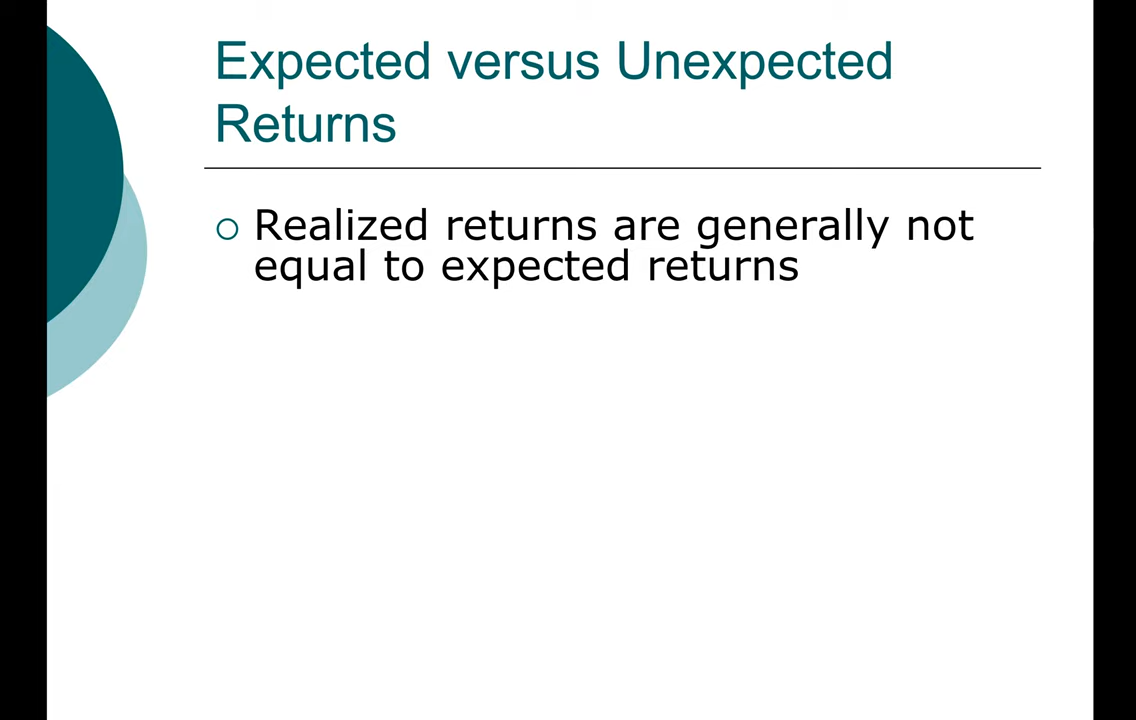 Expected versus Unexpected
Returns
Realized returns are generally not
equal to expected returns